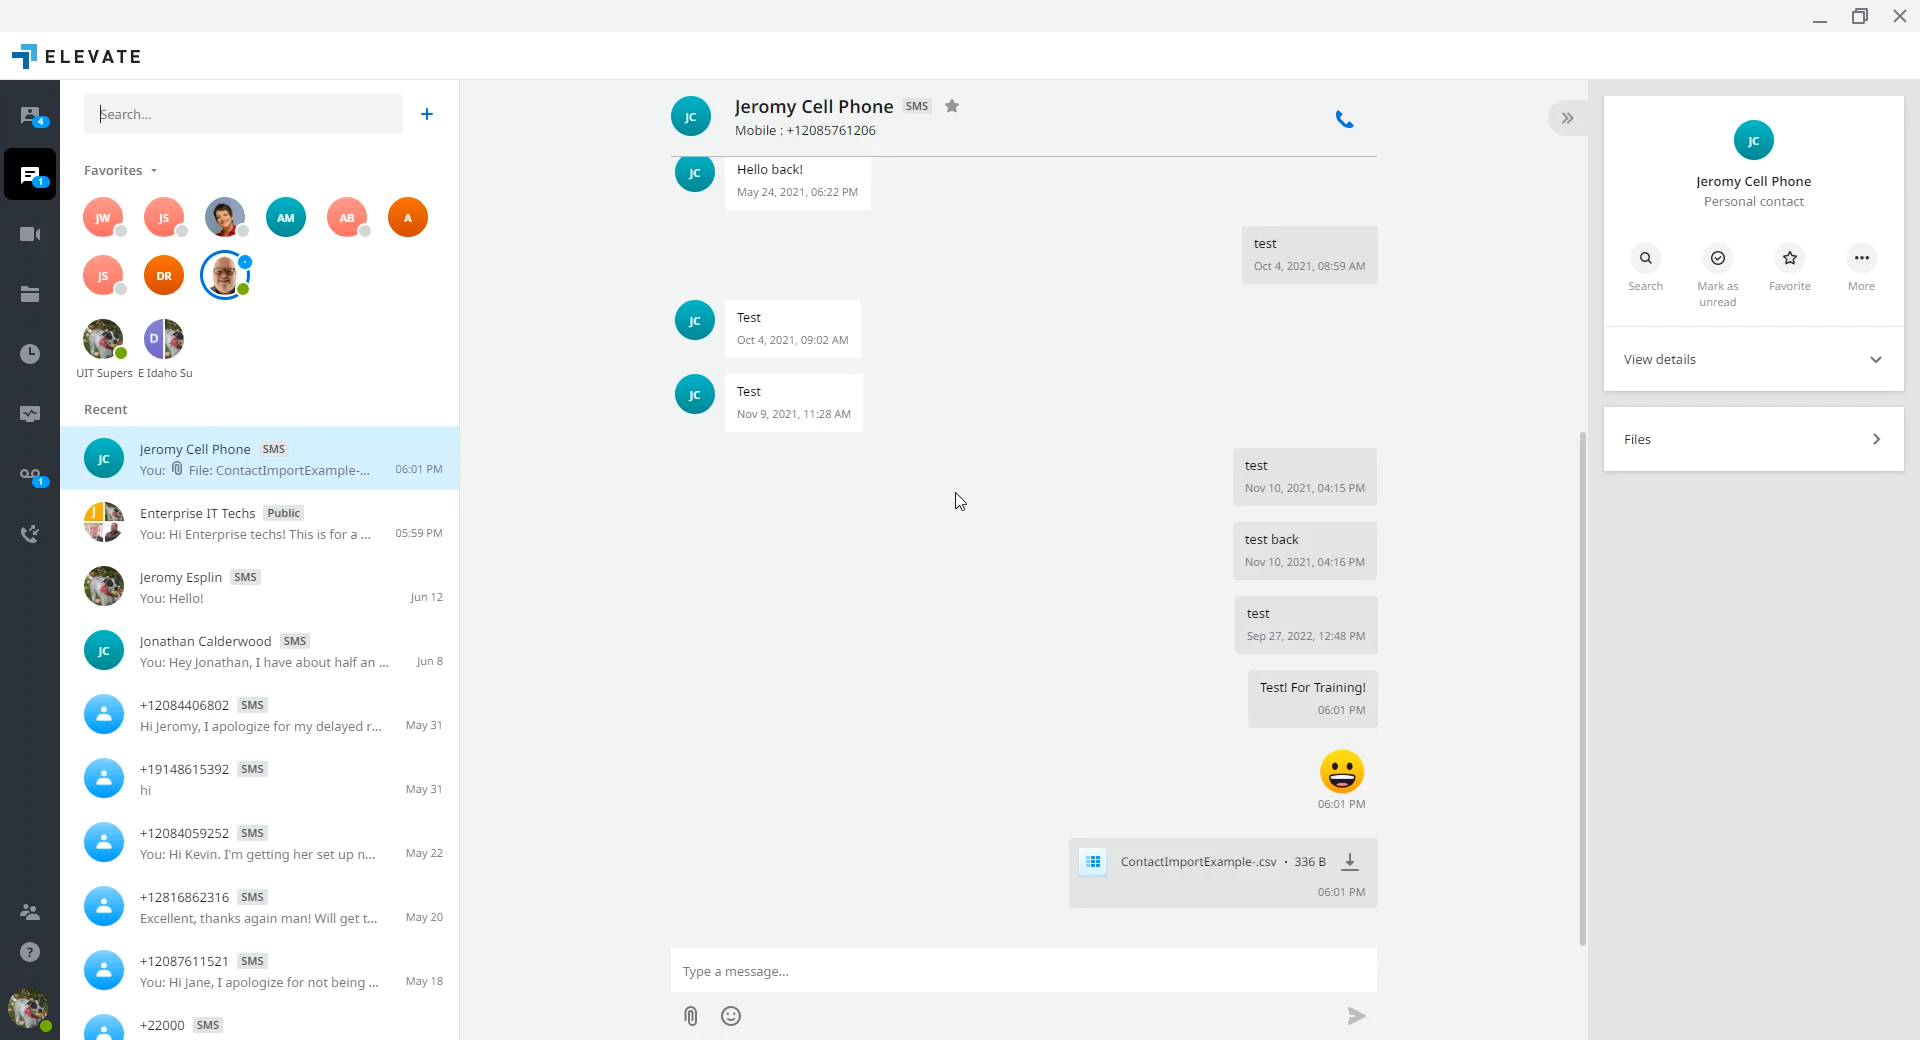 ELEVATE
4
1
1
Search...
Favorites
JW
JS
AM
AB
A
JS
DR
D
UIT Supers
E Idaho Su
Recent
JC
Jeromy Cell Phone SMS
You: File: ContactImportExample-... 06:01 PM
J
Enterprise IT Techs Public
You: Hi Enterprise techs! This is for a ... 05:59 PM
Jeromy Esplin SMS
You: Hello! Jun 12
JC
Jonathan Calderwood SMS
You: Hey Jonathan, I have about half an ... Jun 8
+12084406802 SMS
Hi Jeromy, I apologize for my delayed r... May 31
+19148615392 SMS
hi May 31
+12084059252 SMS
You: Hi Kevin. I'm getting her set up n... May 22
+12816862316 SMS
Excellent, thanks again man! Will get t... May 20
+12087611521 SMS
You: Hi Jane, I apologize for not being ... May 18
+22000 SMS
JC
Jeromy Cell Phone SMS
Mobile : +12085761206
JC
Hello back!
May 24, 2021, 06:22 PM
test
Oct 4, 2021, 08:59 AM
JC
Test
Oct 4, 2021, 09:02 AM
JC
Test
Nov 9, 2021, 11:28 AM
test
Nov 10, 2021, 04:15 PM
test back
Nov 10, 2021, 04:16 PM
test
Sep 27, 2022, 12:48 PM
Test! For Training!
06:01 PM
06:01 PM
ContactImportExample-.csv • 336 B
06:01 PM
Type a message...
JC
Jeromy Cell Phone
Personal contact
Search
Mark as
unread
Favorite
More
View details
Files